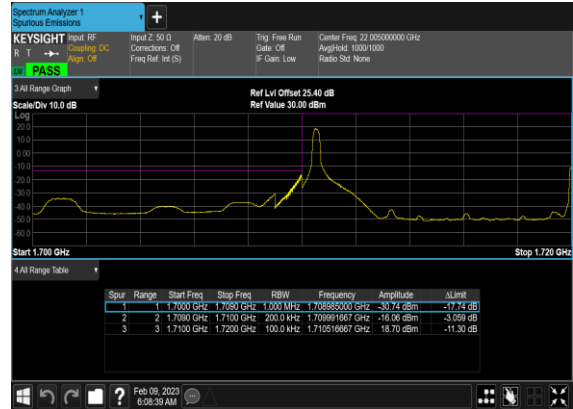 Spectrum Analyzer 1
Spurious Emissions
KEYSIGHT Input: RF Input Z: 50 Ω Atten: 20 dB Trig: Free Run Center Freq: 22.005000000 GHz
R T Coupling: DC Corrections: Off Gate: Off Avg|Hold: 1000/1000
Align: Off Freq Ref: Int (S) IF Gain: Low Radio Std: None
PASS
3 All Range Graph
Ref Lvl Offset 25.40 dB
Scale/Div 10.0 dB Ref Value 30.00 dBm
Log
20.0
10.0
0.00
-10.0
-20.0
-30.0
-40.0
-50.0
-60.0
Start 1.700 GHz Stop 1.720 GHz
4 All Range Table
Spur Range Start Freq Stop Freq RBW Frequency Amplitude ΔLimit
1 1 1.7000 GHz 1.7090 GHz 1.000 MHz 1.708985000 GHz -30.74 dBm -17.74 dB
2 2 1.7090 GHz 1.7100 GHz 200.0 kHz 1.709991667 GHz -16.06 dBm -3.059 dB
3 3 1.7100 GHz 1.7200 GHz 100.0 kHz 1.710516667 GHz 18.70 dBm -11.30 dB
? Feb 09, 2023
6:08:39 AM